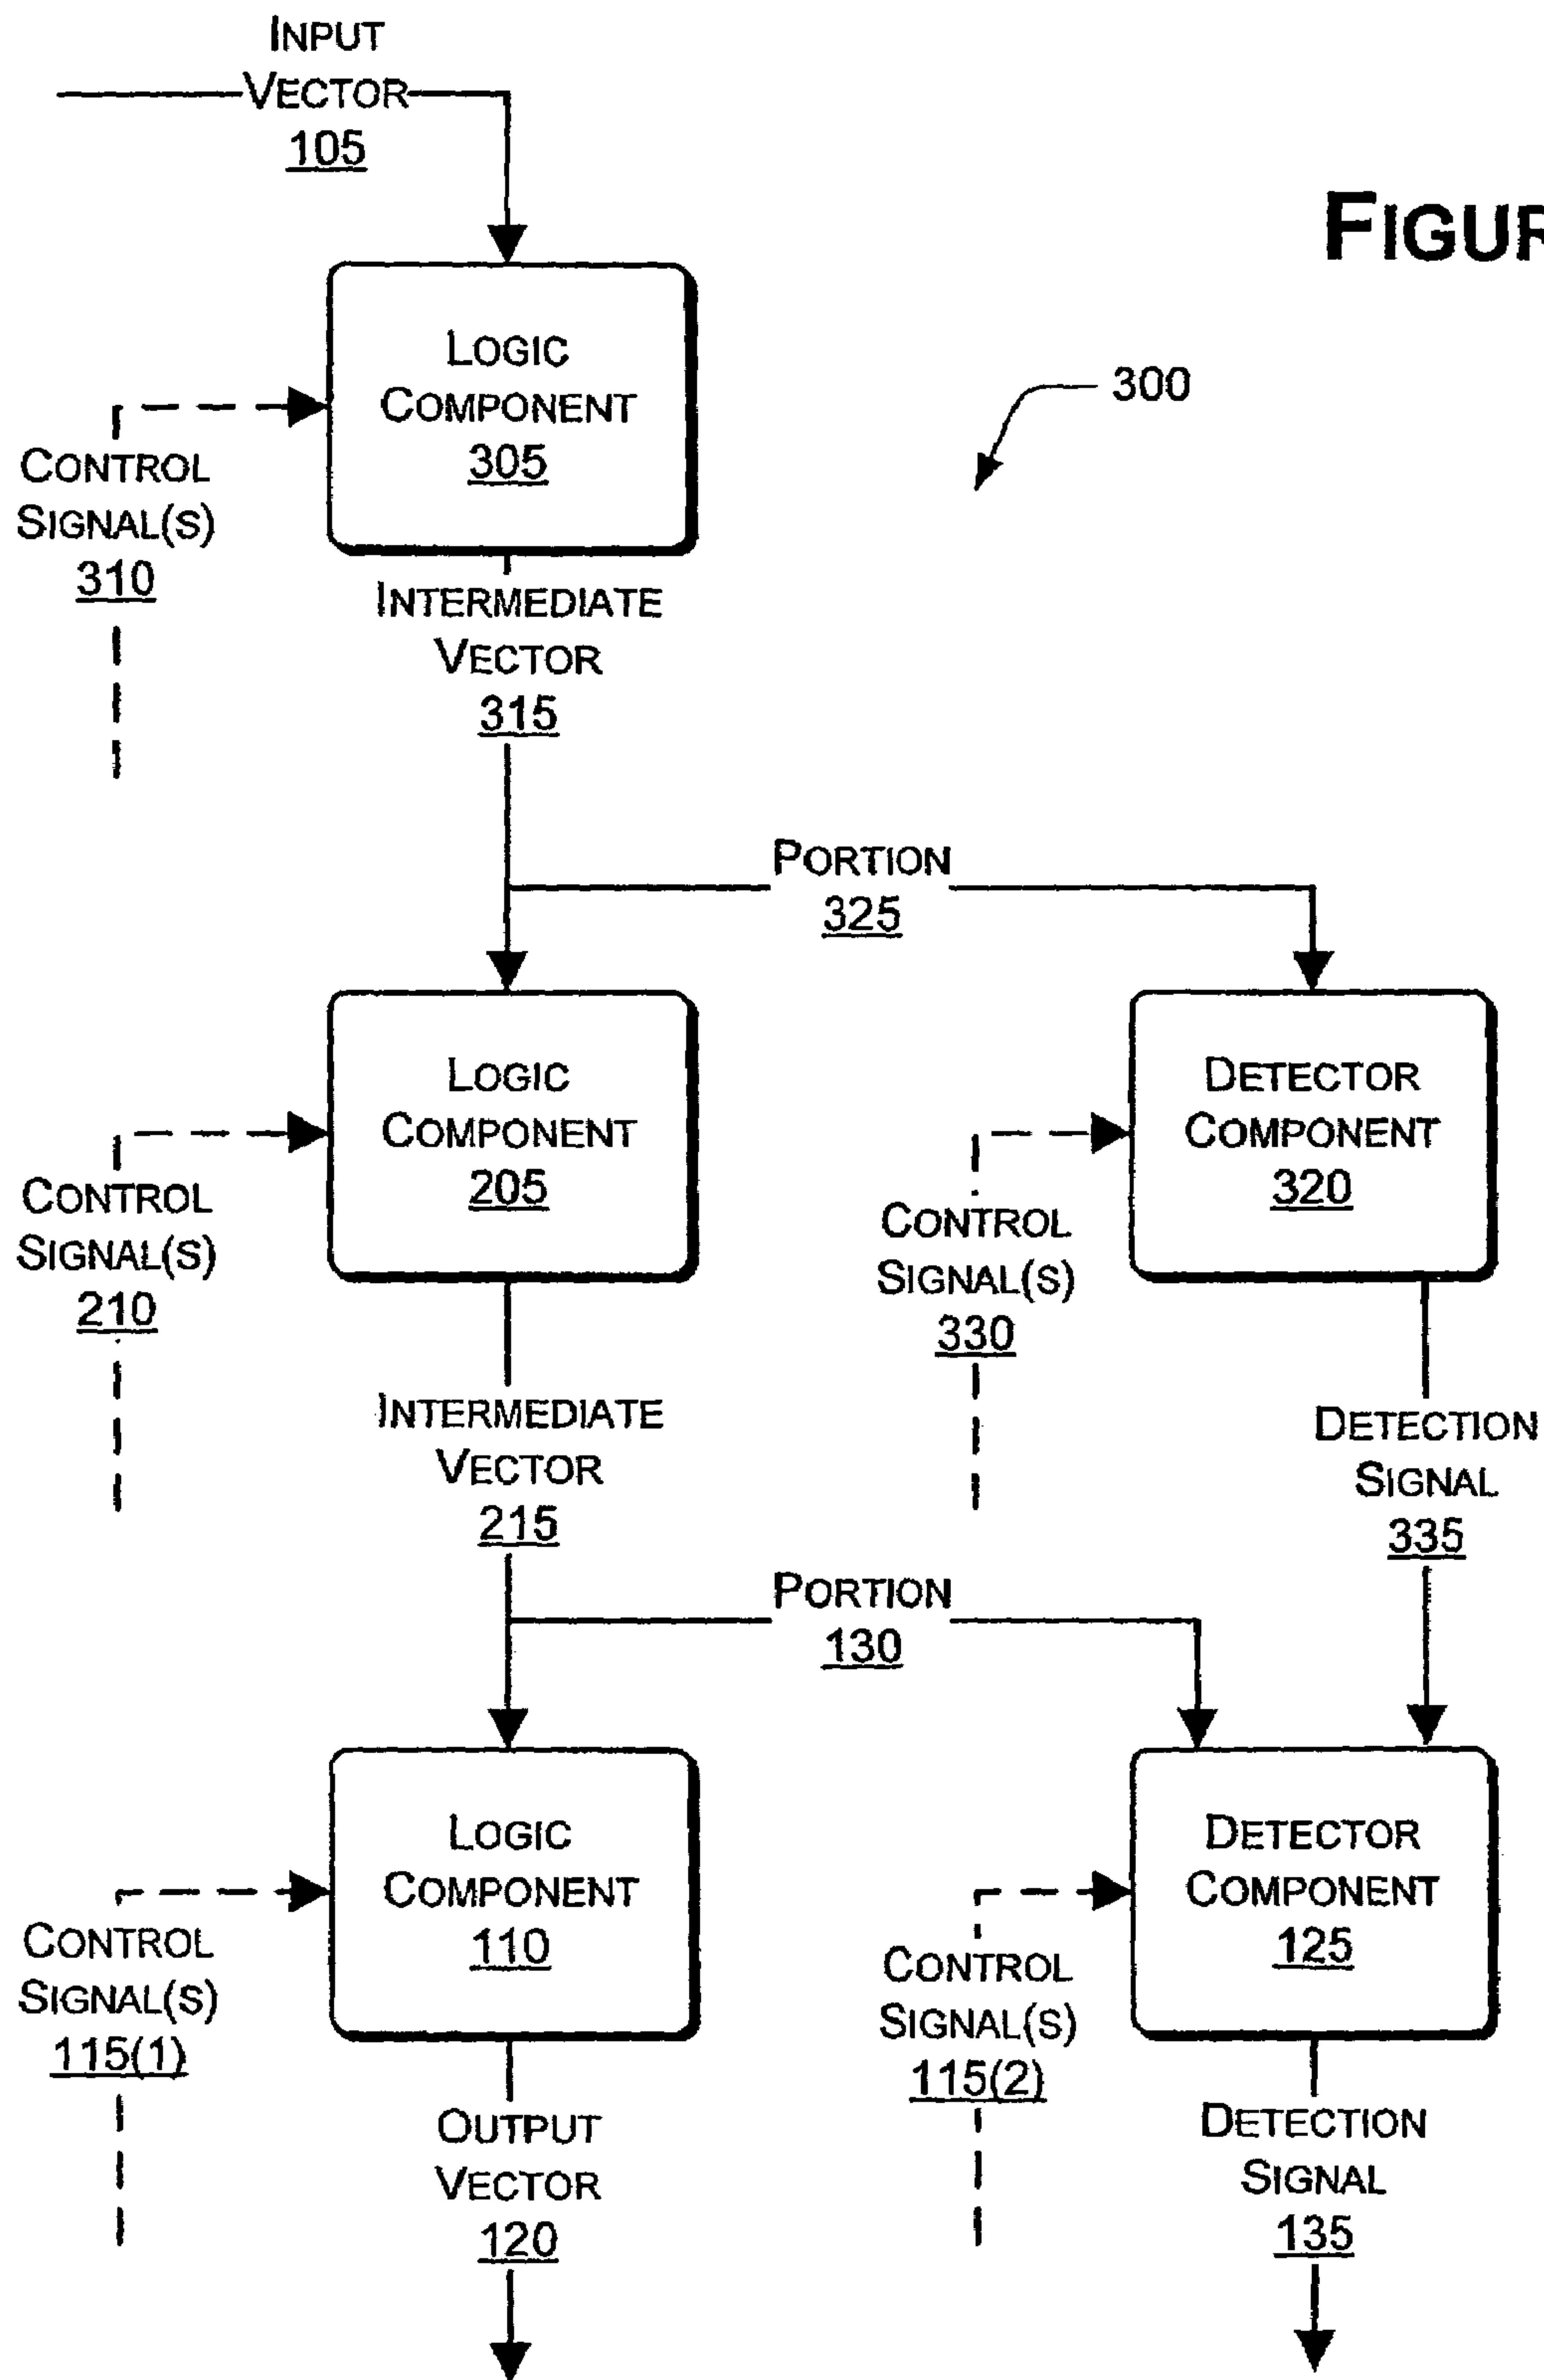 INPUT
VECTOR
105
FIGUR
LOGIC
COMPONENT
305
300
CONTROL
SIGNAL(S)
310
INTERMEDIATE
VECTOR
315
PORTION
325
LOGIC
COMPONENT
205
DETECTOR
COMPONENT
320
CONTROL
SIGNAL(S)
210
CONTROL
SIGNAL(S)
330
INTERMEDIATE
VECTOR
215
DETECTION
SIGNAL
335
PORTION
130
LOGIC
COMPONENT
110
DETECTOR
COMPONENT
125
CONTROL
SIGNAL(S)
115(1)
CONTROL
SIGNAL(S)
115(2)
OUTPUT
VECTOR
120
DETECTION
SIGNAL
135